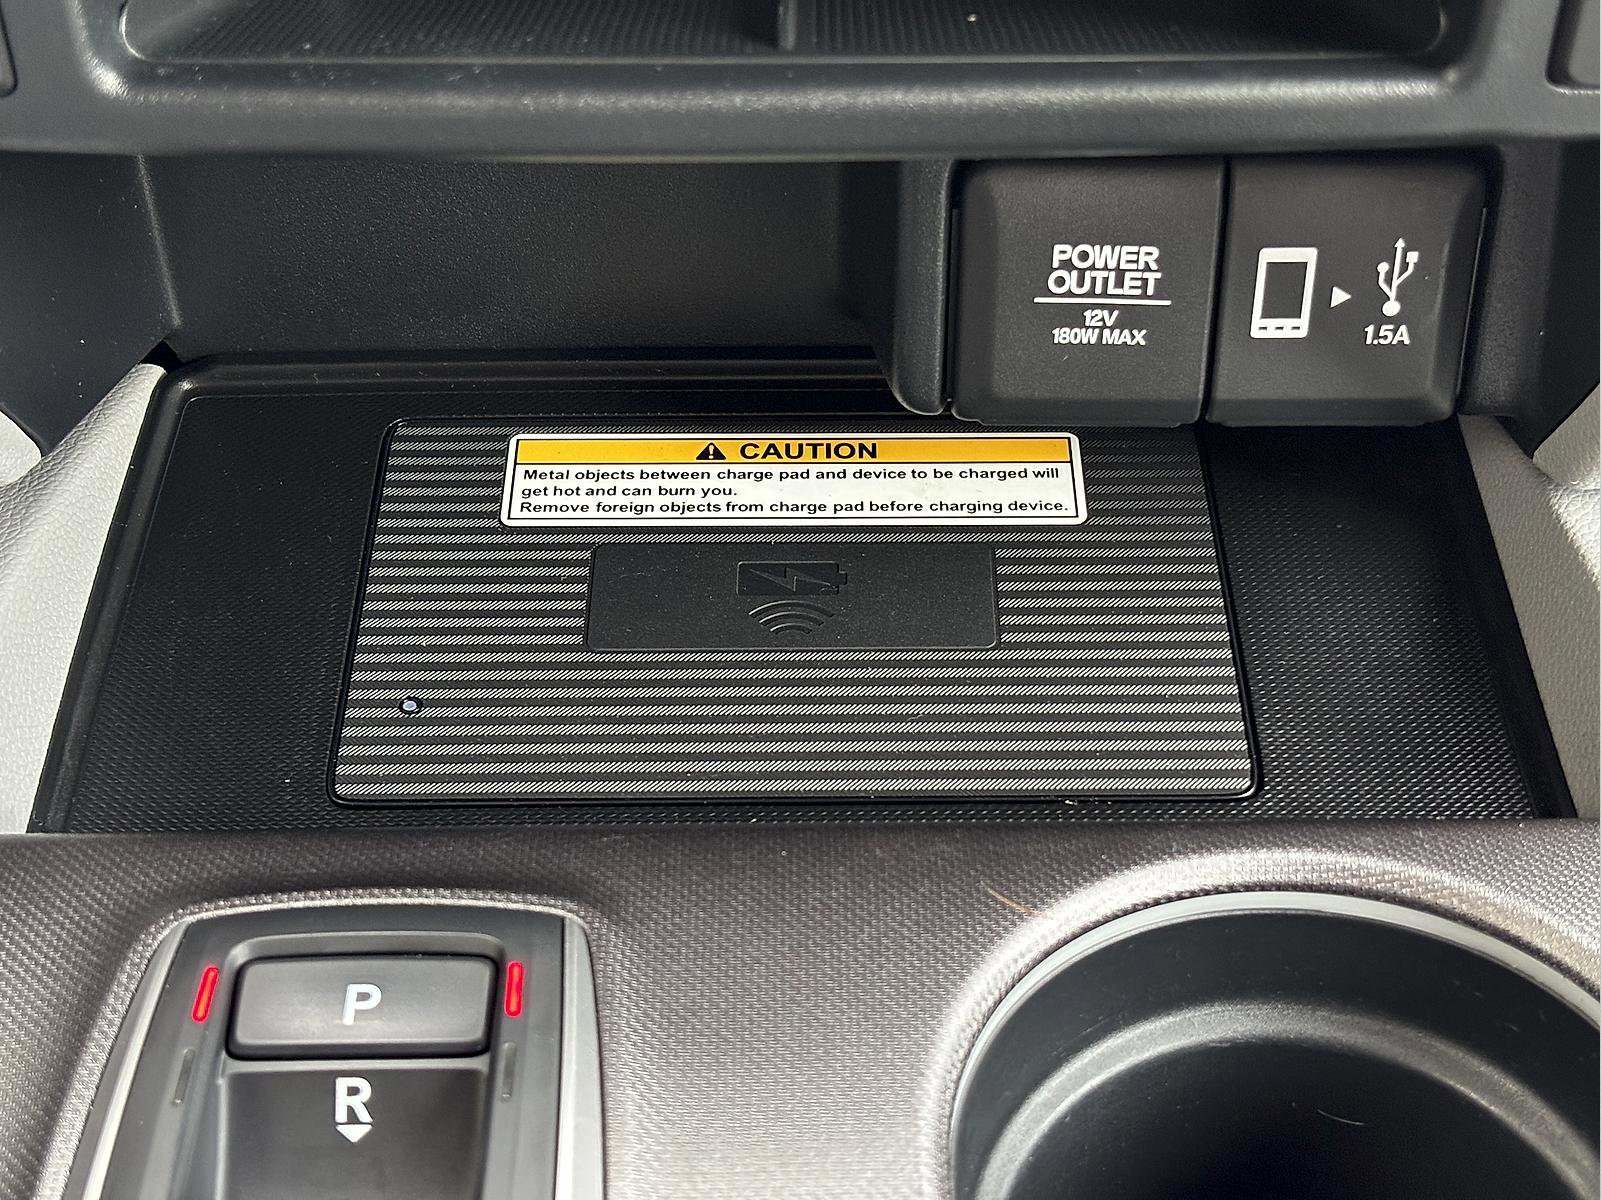 POWER
OUTLET
12V
180W MAX
1.5A
CAUTION
Metal objects between charge pad and device to be charged will
get hot and can burn you.
Remove foreign objects from charge pad before charging device.
P
R